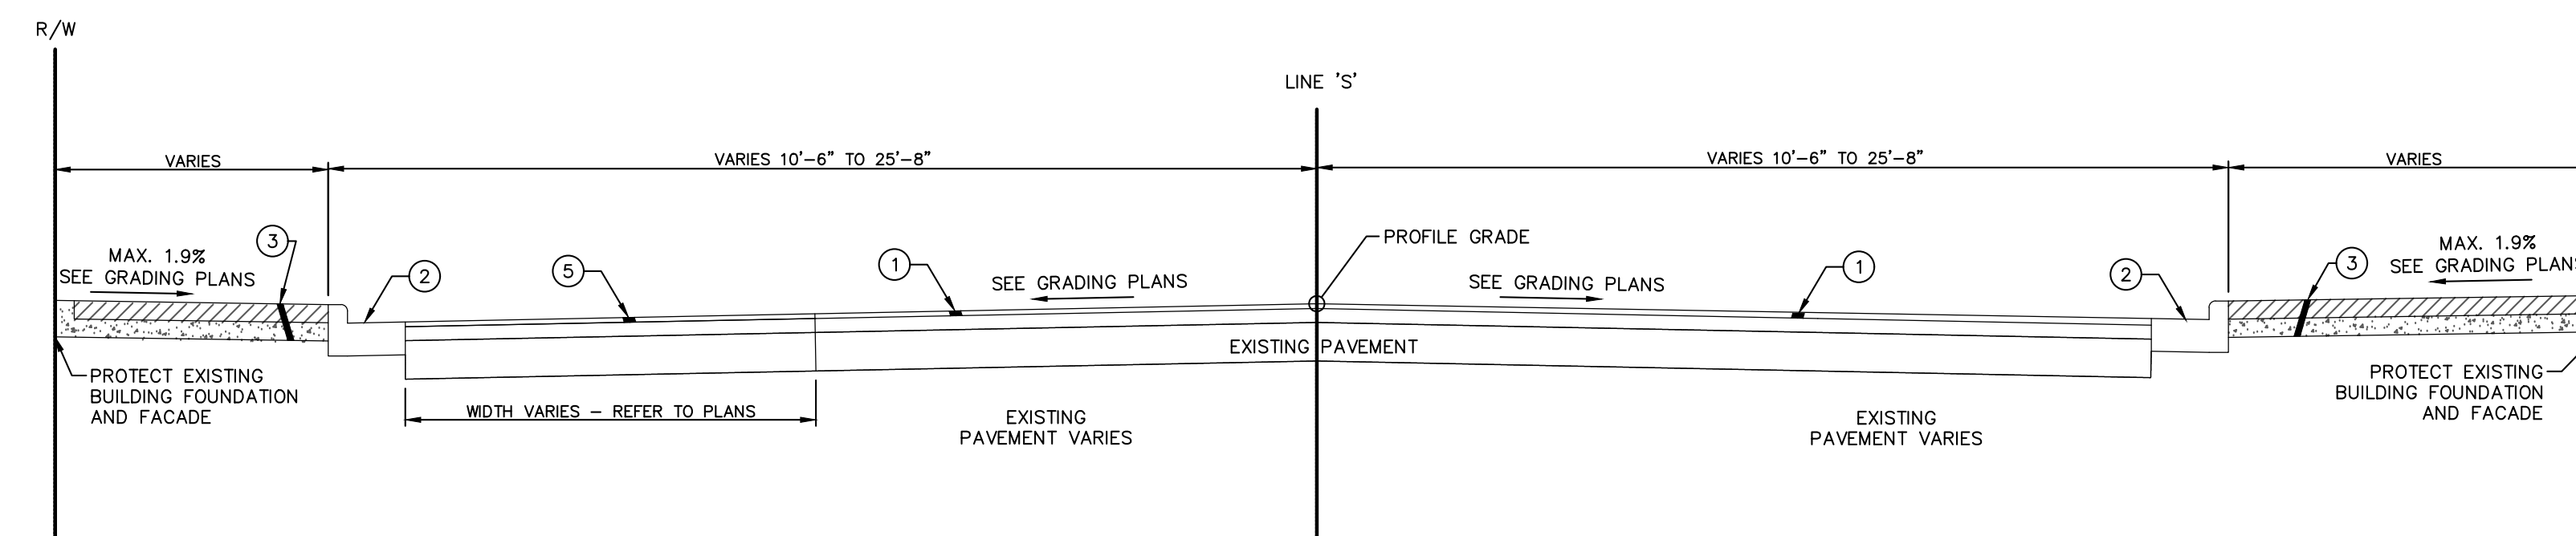 R/W
LINE 'S'
VARIES
VARIES 10'-6" TO 25'-8"
VARIES 10'-6" TO 25'-8"
VARIES
MAX. 1.9%
SEE GRADING PLANS
3
2
5
1
SEE GRADING PLANS
PROFILE GRADE
SEE GRADING PLANS
1
2
3
MAX. 1.9%
SEE GRADING PLANS
EXISTING PAVEMENT
PROTECT EXISTING
BUILDING FOUNDATION
AND FACADE
WIDTH VARIES – REFER TO PLANS
EXISTING
PAVEMENT VARIES
EXISTING
PAVEMENT VARIES
PROTECT EXISTING
BUILDING FOUNDATION
AND FACADE